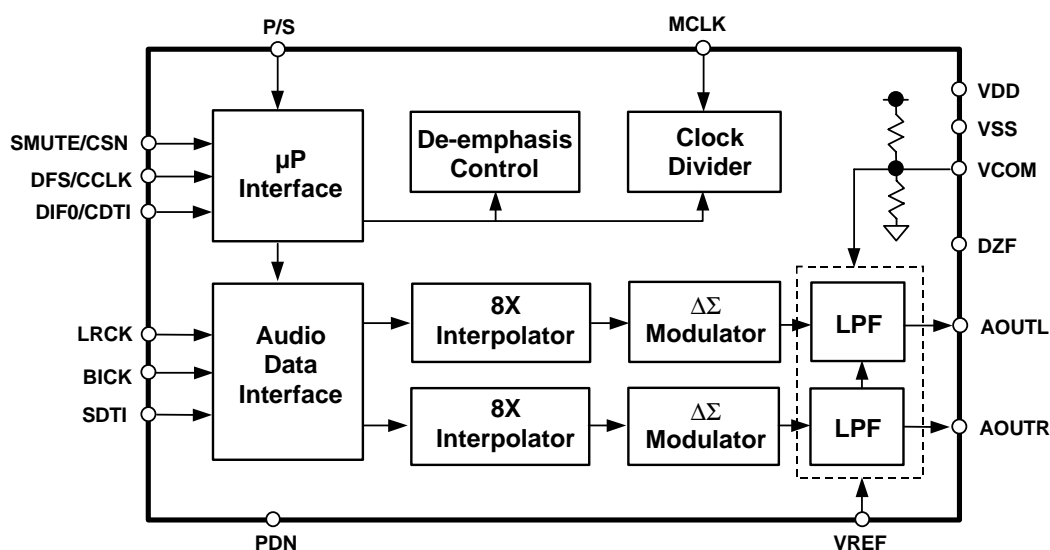 P/S
MCLK
VDD
VSS
VCOM
DZF
AOUTL
AOUTR
SMUTE/CSN
DFS/CCLK
DIF0/CDTI
LRCK
BICK
SDTI
µP
Interface
De-emphasis
Control
Clock
Divider
Audio
Data
Interface
8X
Interpolator
ΔΣ
Modulator
LPF
8X
Interpolator
ΔΣ
Modulator
LPF
PDN
VREF